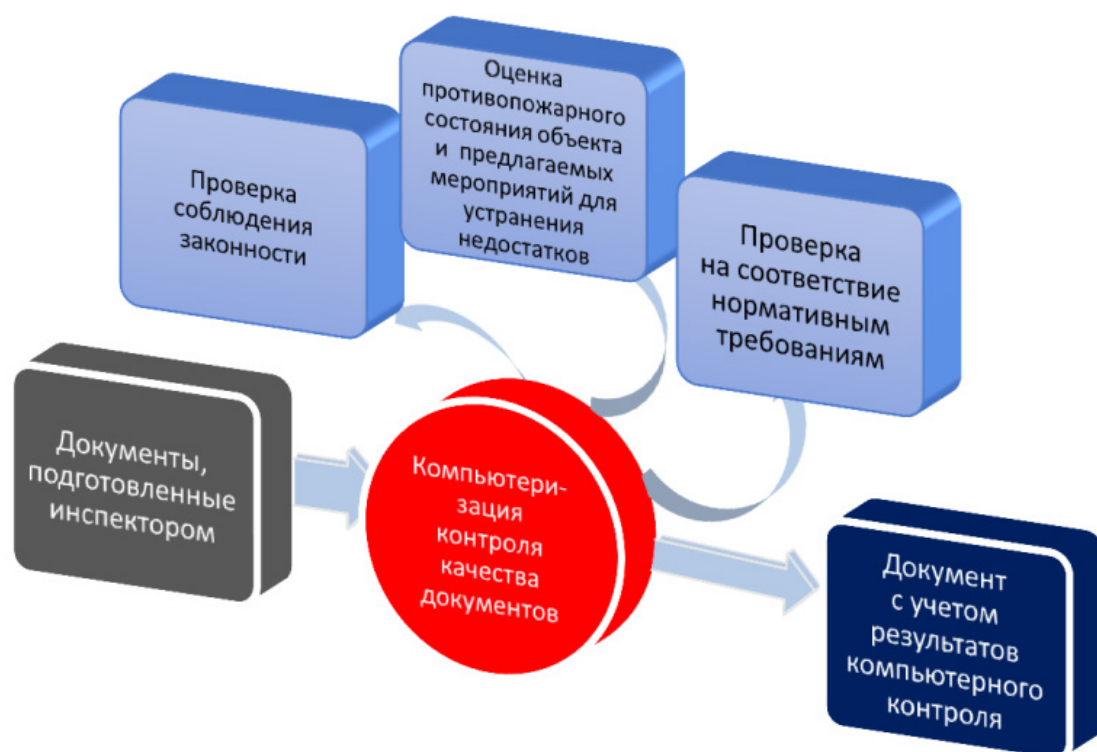 Оценка
противопожарного
состояния объекта
и предлагаемых
мероприятий для
устранения
недостатков
Проверка
соблюдения
законности
Проверка
на соответствие
нормативным
требованиям
Документы,
подготовленные
инспектором
Компьютери-
зация
контроля
качества
документов
Документ
с учетом
результатов
компьютерного
контроля